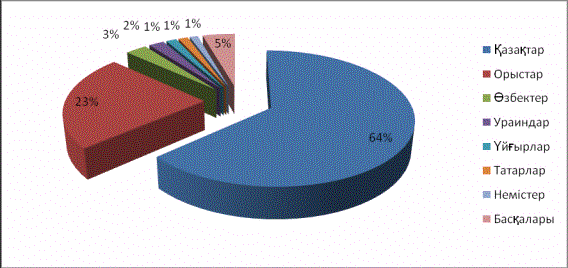 3%
2%
1%
1%
1%
5%
23%
64%
Қазақтар
Орыстар
Өзбектер
Ураиндар
Ұйғырлар
Татарлар
Немістер
Басқалары